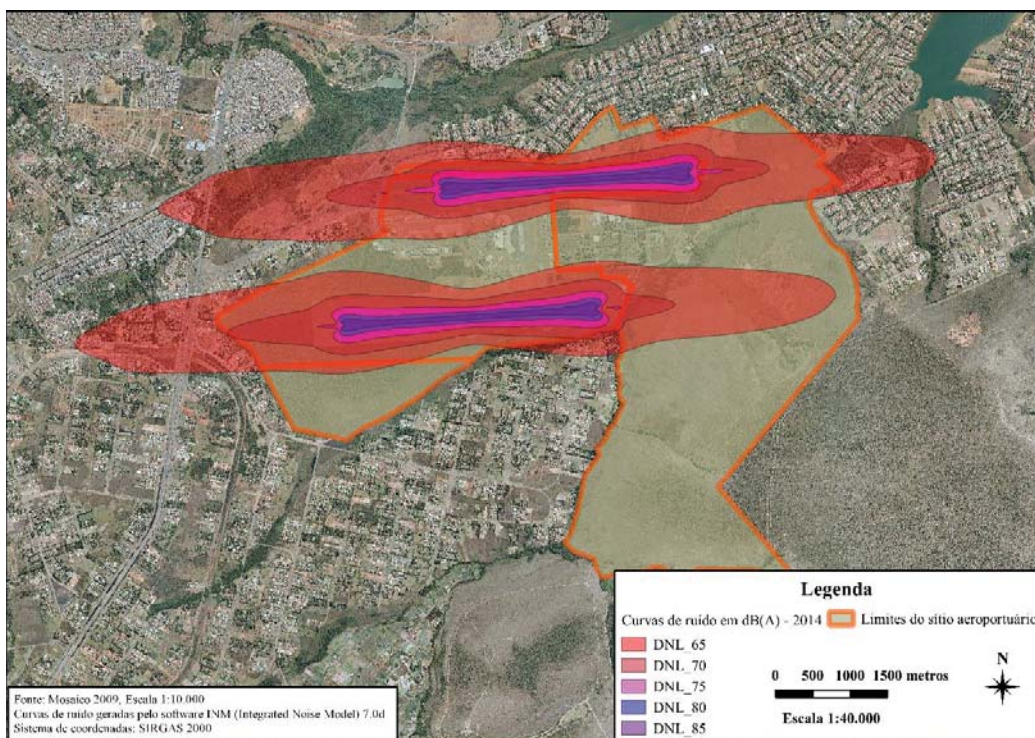 Legenda
Curvas de ruído em dB(A) - 2014
Limites do sítio aeroportuário
DNL_65
DNL_70
DNL_75
DNL_80
DNL_85
0 500 1000 1500 metros
Escala 1:40.000
N
Fonte: Mosaico 2009, Escala 1:10.000
Curvas de ruído geradas pelo software INM (Integrated Noise Model) 7.0d
Sistema de coordenadas: SIRGAS 2000